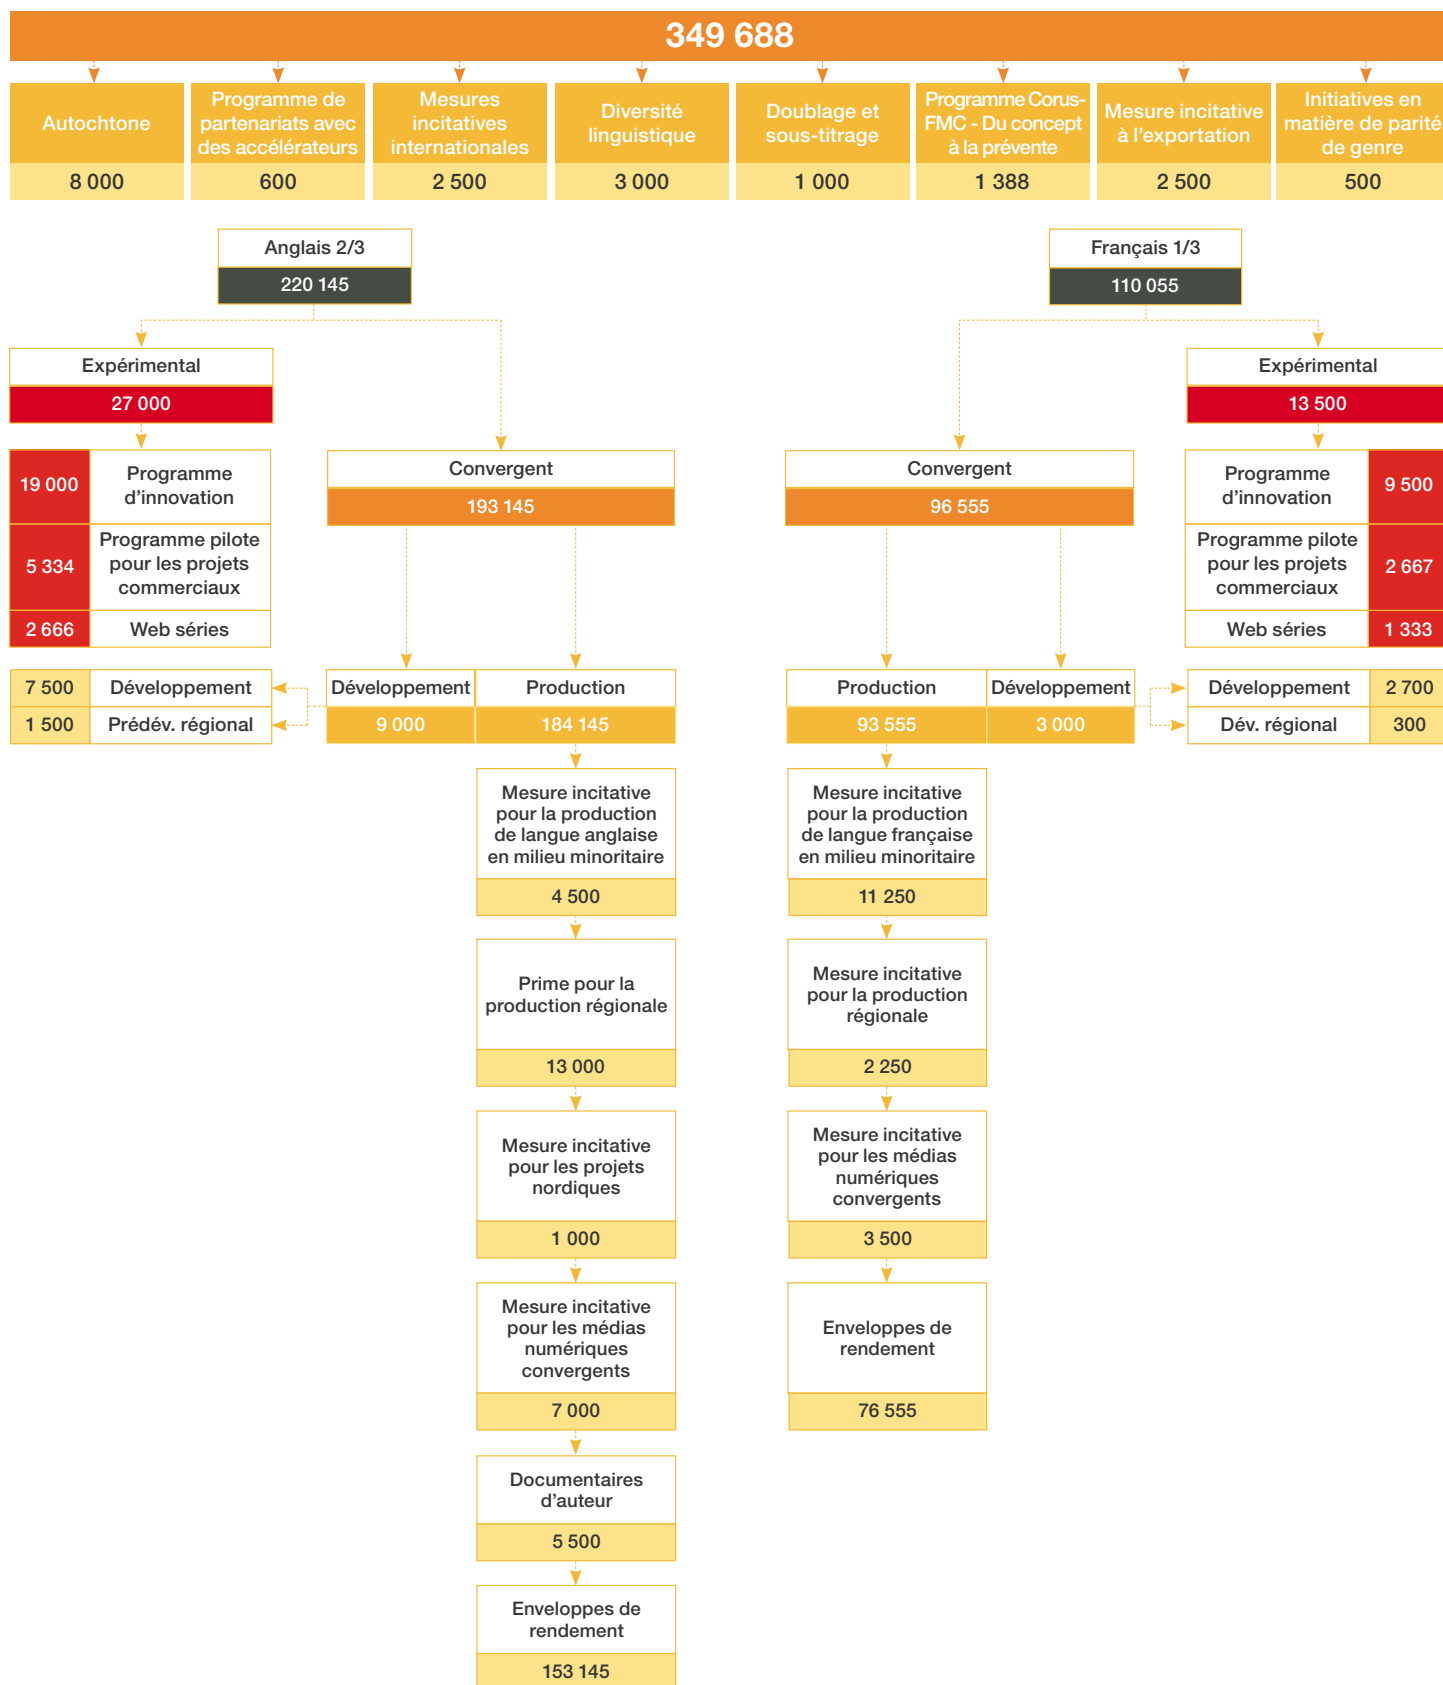 349 688
Autochtone
8 000
Programme de
partenariats avec
des accélérateurs
600
Mesures
incitatives
internationales
2 500
Diversité
linguistique
3 000
Doublage et
sous-titrage
1 000
Programme Corus-
FMC - Du concept
à la prévente
1 388
Mesure incitative
à l'exportation
2 500
Initiatives en
matière de parité
de genre
500
Anglais 2/3
220 145
Français 1/3
110 055
Expérimental
27 000
Expérimental
13 500
19 000
Programme
d'innovation
5 334
Programme pilote
pour les projets
commerciaux
2 666
Web séries
Convergent
193 145
Convergent
96 555
Programme
d'innovation
9 500
Programme pilote
pour les projets
commerciaux
2 667
Web séries
1 333
7 500
Développement
1 500
Prédév. régional
Développement
9 000
Production
184 145
Production
93 555
Développement
3 000
Développement
2 700
Dév. régional
300
Mesure incitative
pour la production
de langue anglaise
en milieu minoritaire
4 500
Prime pour la
production régionale
13 000
Mesure incitative
pour les projets
nordiques
1 000
Mesure incitative
pour les médias
numériques
convergents
7 000
Documentaires
d'auteur
5 500
Enveloppes de
rendement
153 145
Mesure incitative
pour la production
de langue française
en milieu minoritaire
11 250
Mesure incitative
pour la production
régionale
2 250
Mesure incitative
pour les médias
numériques
convergents
3 500
Enveloppes de
rendement
76 555